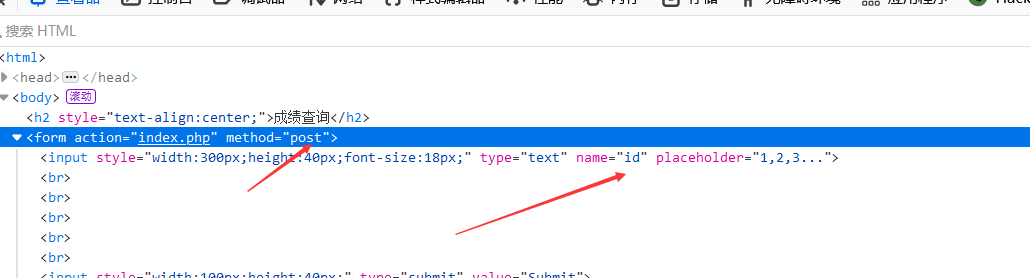 搜索 HTML
<html>
<head>···</head>
<body> 滚动
<h2 style="text-align:center;">成绩查询</h2>
<form action="index.php" method="post">
<input style="width:300px;height:40px;font-size:18px;" type="text" name="id" placeholder="1,2,3...">
<br>
<br>
<br>
<br>
<br>
<input style="width:100px;height:40px;" type="submit" value="Submit">